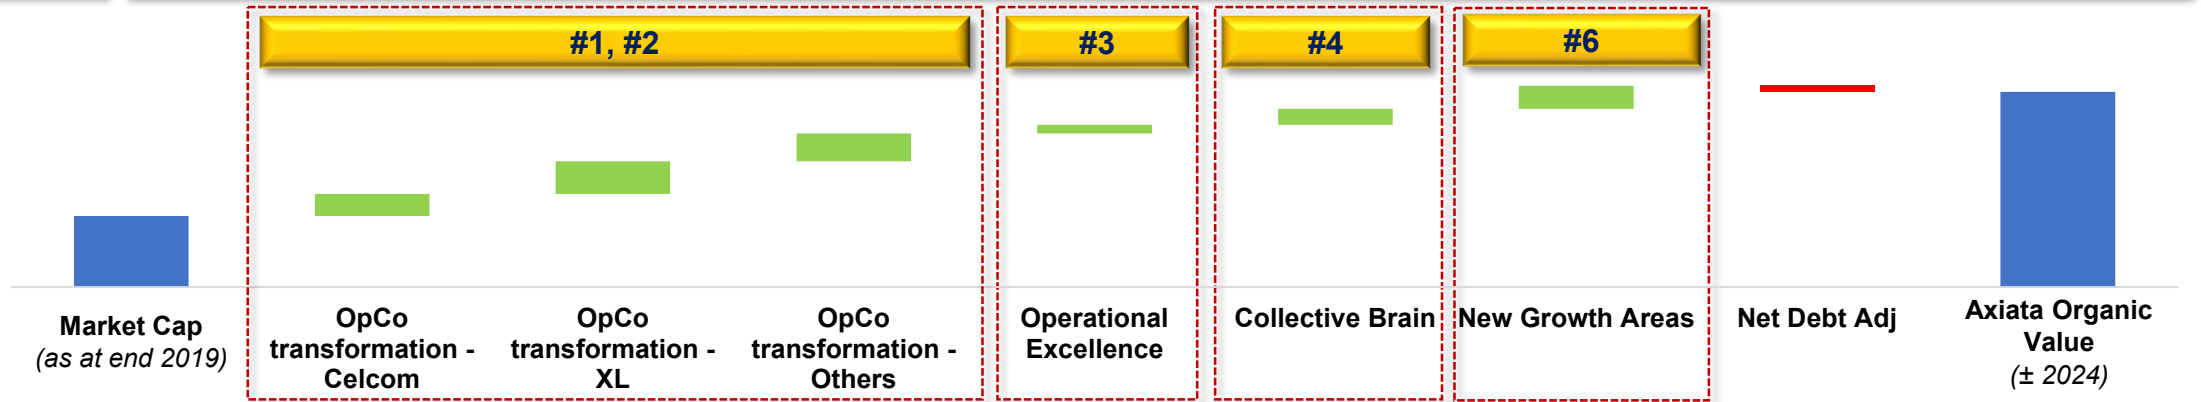 #1, #2
#3
#4
#6
Market Cap
(as at end 2019)
OpCo
transformation -
Celcom
OpCo
transformation -
XL
OpCo
transformation -
Others
Operational
Excellence
Collective Brain
New Growth Areas
Net Debt Adj
Axiata Organic
Value
(± 2024)